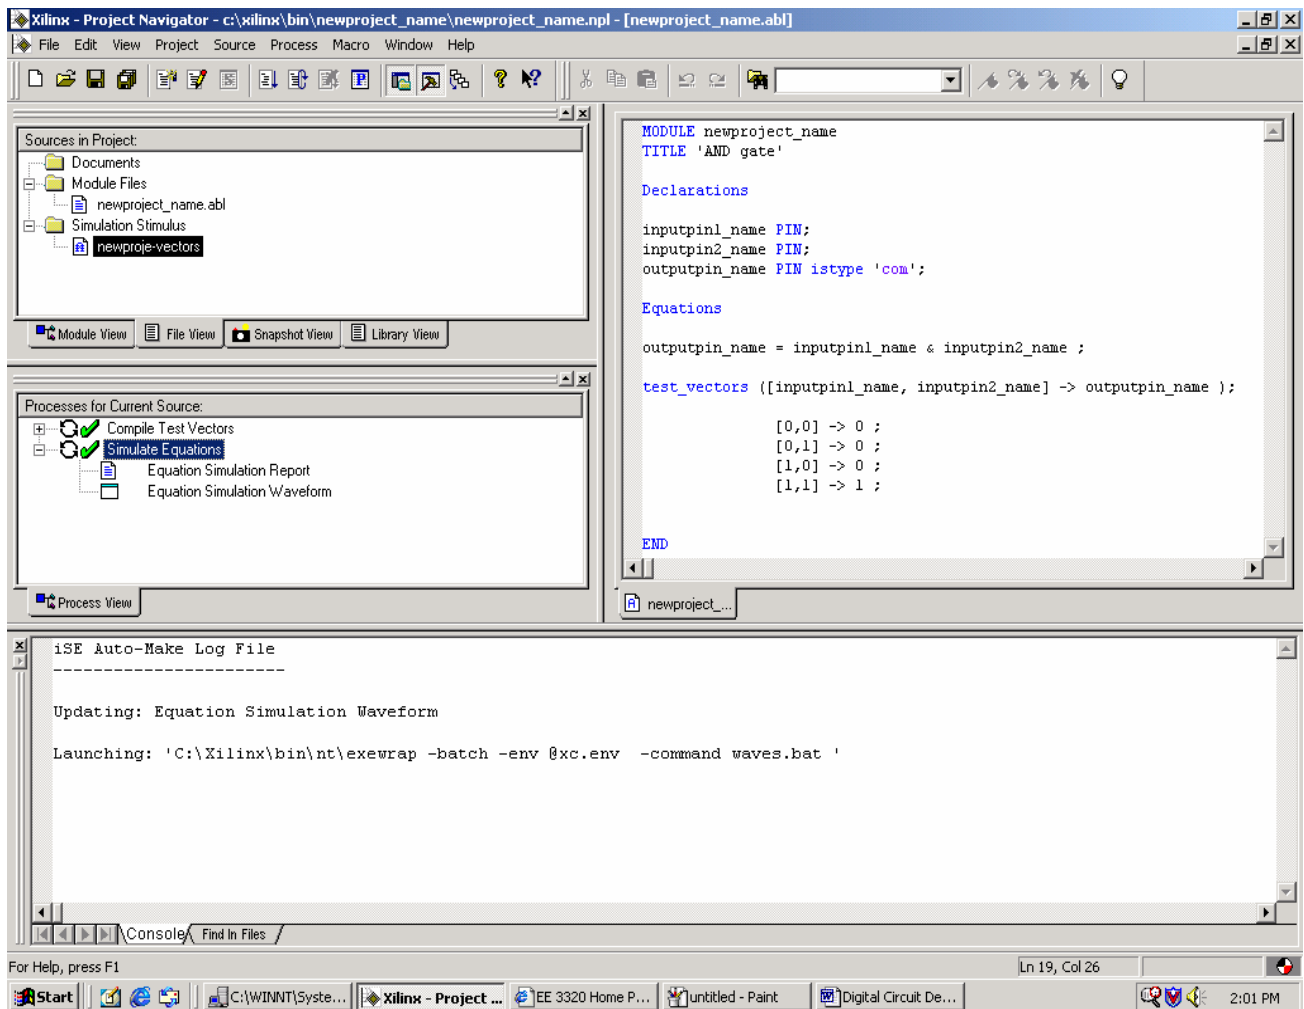 Xilinx - Project Navigator - c:\xilinx\bin\newproject_name\newproject_name.npl - [newproject_name.abl]
File Edit View Project Source Process Macro Window Help
Sources in Project:
Documents
Module Files
newproject_name.abl
Simulation Stimulus
newproje-vectors
Module View File View Snapshot View Library View
Processes for Current Source:
Compile Test Vectors
Simulate Equations
Equation Simulation Report
Equation Simulation Waveform
Process View
MODULE newproject_name
TITLE 'AND gate'
Declarations
inputpin1_name PIN;
inputpin2_name PIN;
outputpin_name PIN istype 'com';
Equations
outputpin_name = inputpin1_name & inputpin2_name ;
test_vectors ([inputpin1_name, inputpin2_name] -> outputpin_name );
[0,0] -> 0 ;
[0,1] -> 0 ;
[1,0] -> 0 ;
[1,1] -> 1 ;
END
newproject_...
iSE Auto-Make Log File
-----------------------
Updating: Equation Simulation Waveform
Launching: 'C:\Xilinx\bin\nt\exewrap -batch -env @xc.env  -command waves.bat '
Console Find In Files
For Help, press F1
Ln 19, Col 26
Start C:\WINNT\Syste... Xilinx - Project ... EE 3320 Home P... untitled - Paint Digital Circuit De... 2:01 PM